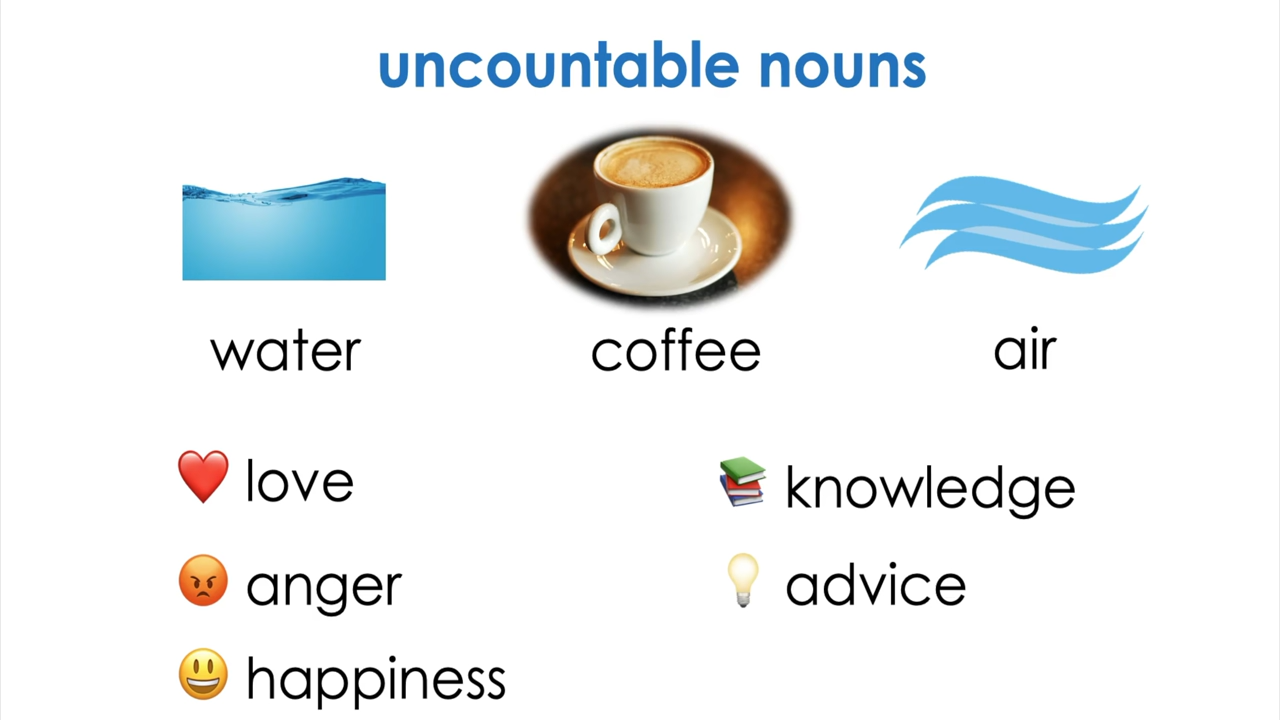 uncountable nouns
water
coffee
air
love
knowledge
anger
advice
happiness